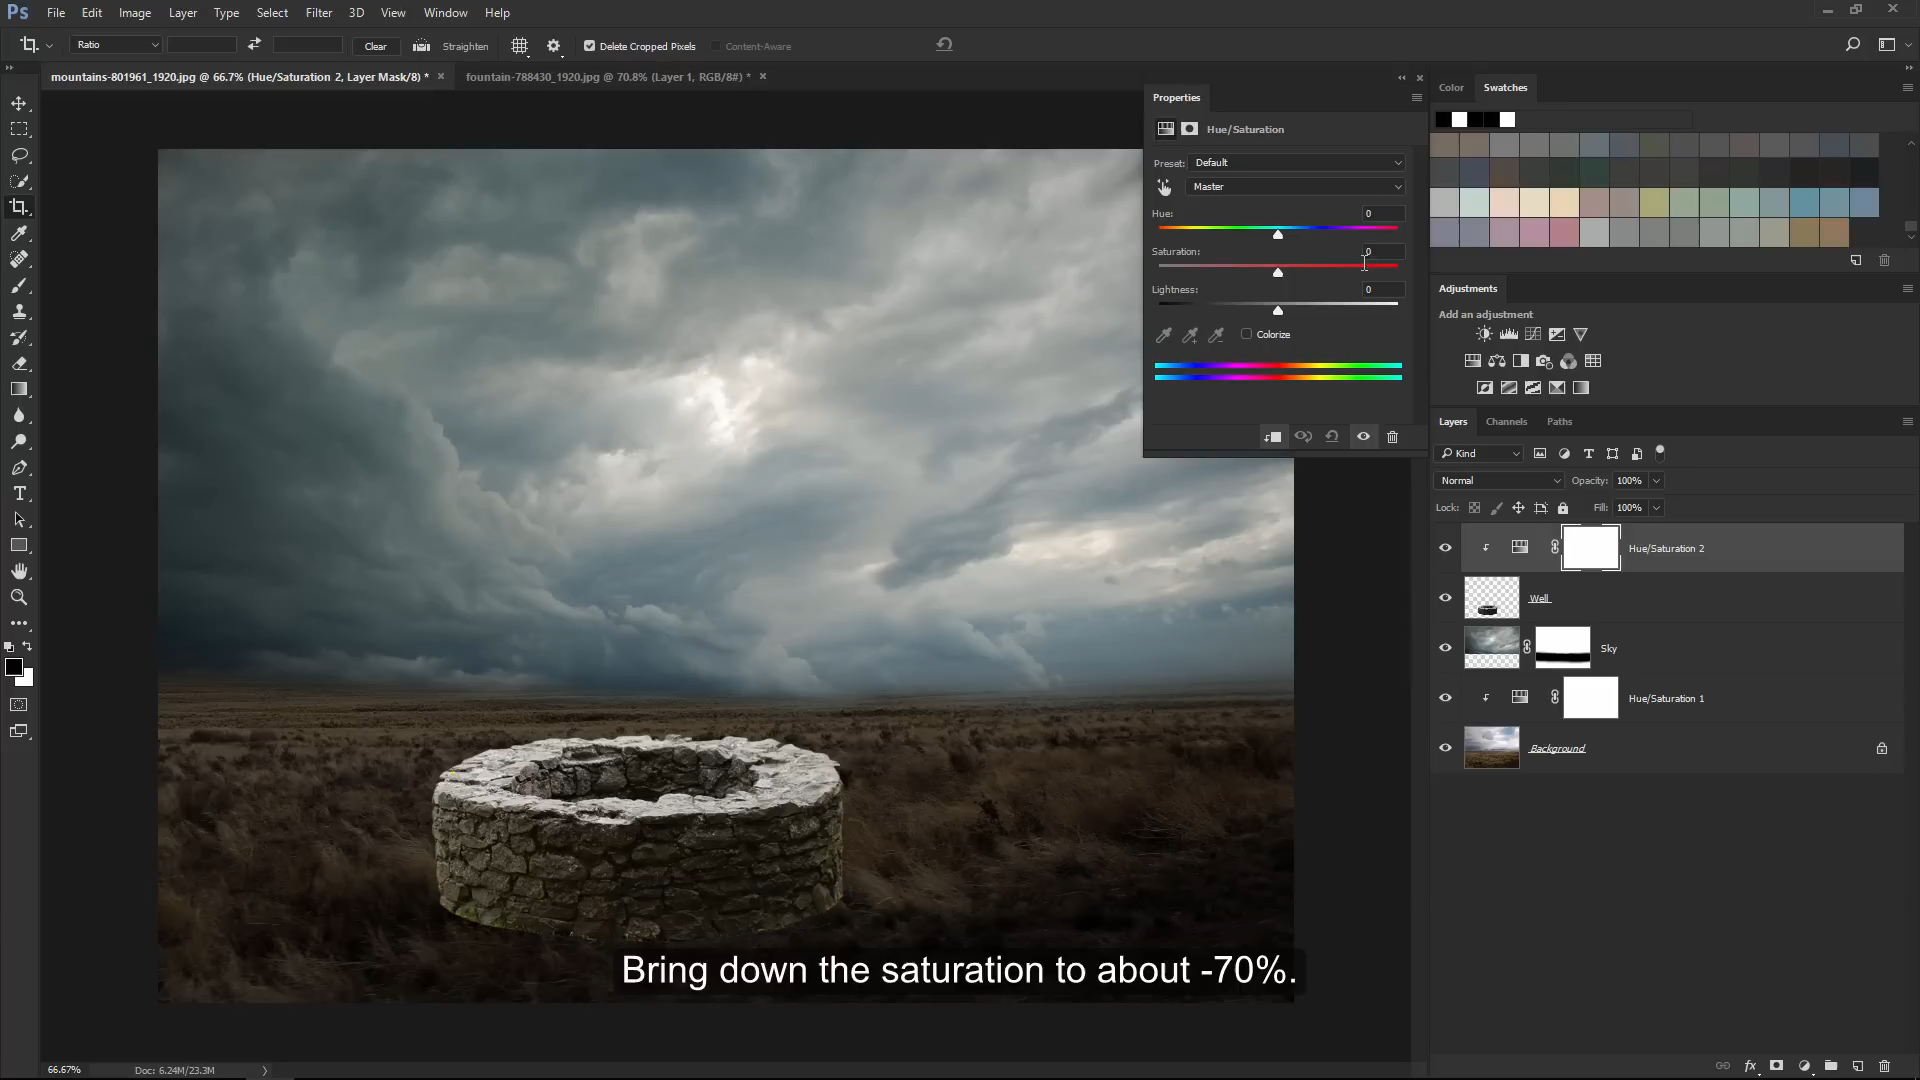 Ps File Edit Image Layer Type Select Filter 3D View Window Help
Ratio Clear Straighten Delete Cropped Pixels Content-Aware
mountains-801961_1920.jpg @ 66.7% (Hue/Saturation 2, Layer Mask/8) * × fountain-788430_1920.jpg @ 70.8% (Layer 1, RGB/8#) * ×
Properties
Hue/Saturation
Preset: Default
Master
Hue: 0
Saturation: 0
Lightness: 0
Colorize
Color Swatches
Adjustments
Add an adjustment
Layers Channels Paths
Kind
Normal Opacity: 100%
Lock: Fill: 100%
Hue/Saturation 2
Well
Sky
Hue/Saturation 1
Background
Bring down the saturation to about -70%.
66.67% Doc: 6.24M/23.3M
fx